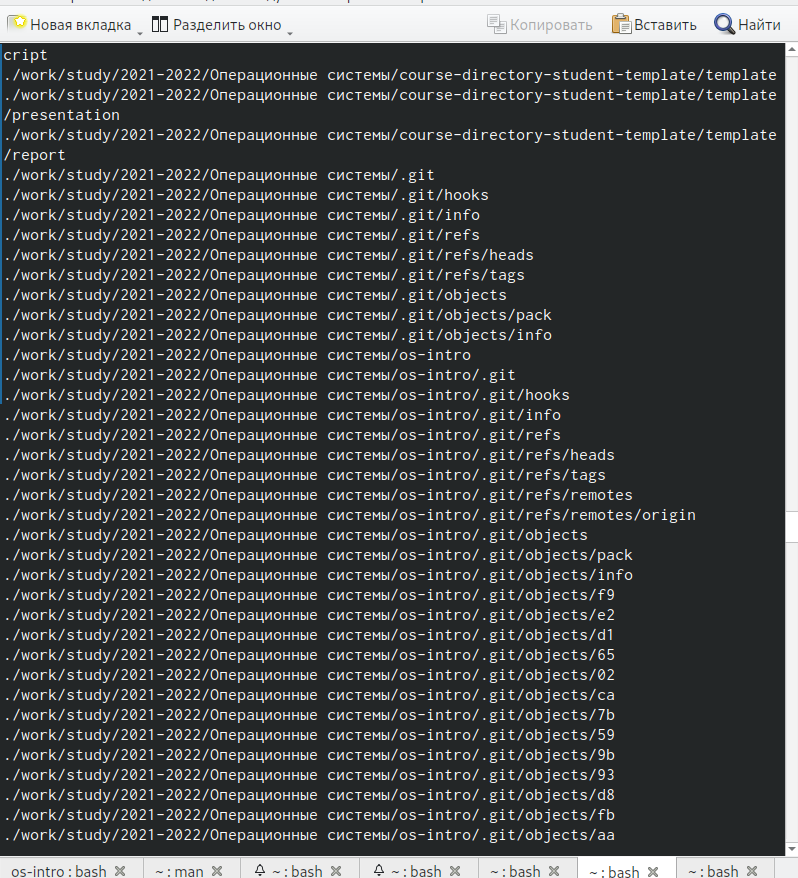 Новая вкладка Разделить окно Копировать Вставить Найти
cript
./work/study/2021-2022/Операционные системы/course-directory-student-template/template
./work/study/2021-2022/Операционные системы/course-directory-student-template/template
/presentation
./work/study/2021-2022/Операционные системы/course-directory-student-template/template
/report
./work/study/2021-2022/Операционные системы/.git
./work/study/2021-2022/Операционные системы/.git/hooks
./work/study/2021-2022/Операционные системы/.git/info
./work/study/2021-2022/Операционные системы/.git/refs
./work/study/2021-2022/Операционные системы/.git/refs/heads
./work/study/2021-2022/Операционные системы/.git/refs/tags
./work/study/2021-2022/Операционные системы/.git/objects
./work/study/2021-2022/Операционные системы/.git/objects/pack
./work/study/2021-2022/Операционные системы/.git/objects/info
./work/study/2021-2022/Операционные системы/os-intro
./work/study/2021-2022/Операционные системы/os-intro/.git
./work/study/2021-2022/Операционные системы/os-intro/.git/hooks
./work/study/2021-2022/Операционные системы/os-intro/.git/info
./work/study/2021-2022/Операционные системы/os-intro/.git/refs
./work/study/2021-2022/Операционные системы/os-intro/.git/refs/heads
./work/study/2021-2022/Операционные системы/os-intro/.git/refs/tags
./work/study/2021-2022/Операционные системы/os-intro/.git/refs/remotes
./work/study/2021-2022/Операционные системы/os-intro/.git/refs/remotes/origin
./work/study/2021-2022/Операционные системы/os-intro/.git/objects
./work/study/2021-2022/Операционные системы/os-intro/.git/objects/pack
./work/study/2021-2022/Операционные системы/os-intro/.git/objects/info
./work/study/2021-2022/Операционные системы/os-intro/.git/objects/f9
./work/study/2021-2022/Операционные системы/os-intro/.git/objects/e2
./work/study/2021-2022/Операционные системы/os-intro/.git/objects/d1
./work/study/2021-2022/Операционные системы/os-intro/.git/objects/65
./work/study/2021-2022/Операционные системы/os-intro/.git/objects/02
./work/study/2021-2022/Операционные системы/os-intro/.git/objects/ca
./work/study/2021-2022/Операционные системы/os-intro/.git/objects/7b
./work/study/2021-2022/Операционные системы/os-intro/.git/objects/59
./work/study/2021-2022/Операционные системы/os-intro/.git/objects/9b
./work/study/2021-2022/Операционные системы/os-intro/.git/objects/93
./work/study/2021-2022/Операционные системы/os-intro/.git/objects/d8
./work/study/2021-2022/Операционные системы/os-intro/.git/objects/fb
./work/study/2021-2022/Операционные системы/os-intro/.git/objects/aa
os-intro : bash ~ : man ~ : bash ~ : bash ~ : bash ~ : bash ~ : bash